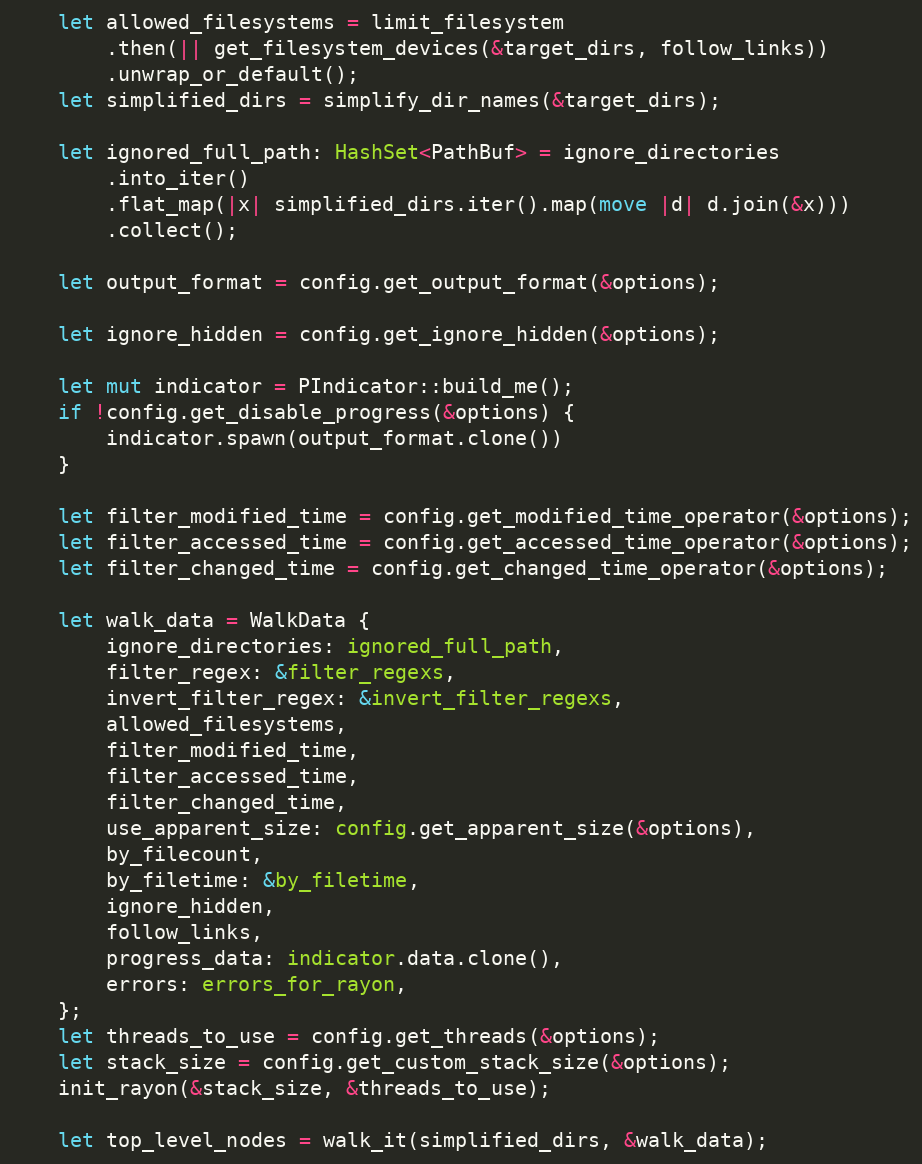 let allowed_filesystems = limit_filesystem
        .then(|| get_filesystem_devices(&target_dirs, follow_links))
        .unwrap_or_default();
    let simplified_dirs = simplify_dir_names(&target_dirs);

    let ignored_full_path: HashSet<PathBuf> = ignore_directories
        .into_iter()
        .flat_map(|x| simplified_dirs.iter().map(move |d| d.join(&x)))
        .collect();

    let output_format = config.get_output_format(&options);

    let ignore_hidden = config.get_ignore_hidden(&options);

    let mut indicator = PIndicator::build_me();
    if !config.get_disable_progress(&options) {
        indicator.spawn(output_format.clone())
    }

    let filter_modified_time = config.get_modified_time_operator(&options);
    let filter_accessed_time = config.get_accessed_time_operator(&options);
    let filter_changed_time = config.get_changed_time_operator(&options);

    let walk_data = WalkData {
        ignore_directories: ignored_full_path,
        filter_regex: &filter_regexs,
        invert_filter_regex: &invert_filter_regexs,
        allowed_filesystems,
        filter_modified_time,
        filter_accessed_time,
        filter_changed_time,
        use_apparent_size: config.get_apparent_size(&options),
        by_filecount,
        by_filetime: &by_filetime,
        ignore_hidden,
        follow_links,
        progress_data: indicator.data.clone(),
        errors: errors_for_rayon,
    };
    let threads_to_use = config.get_threads(&options);
    let stack_size = config.get_custom_stack_size(&options);
    init_rayon(&stack_size, &threads_to_use);

    let top_level_nodes = walk_it(simplified_dirs, &walk_data);